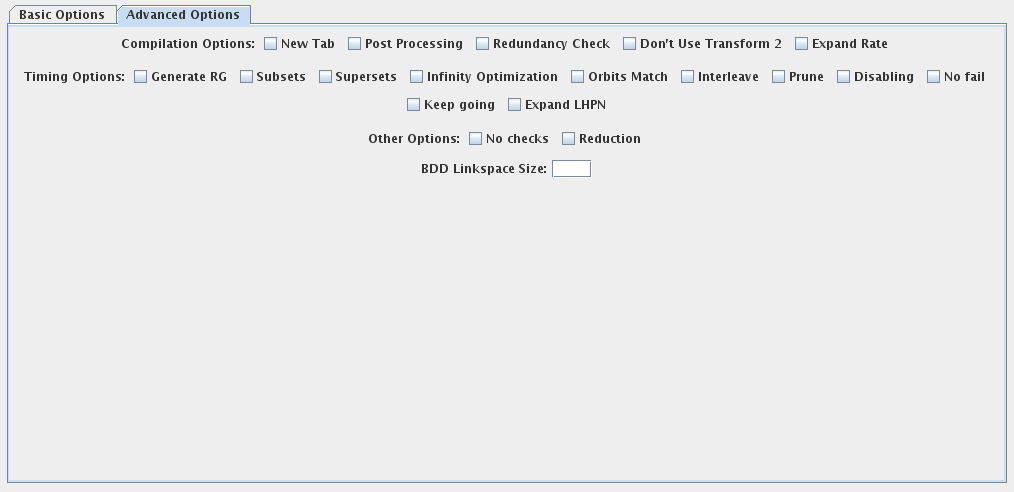 Basic Options Advanced Options
Compilation Options: New Tab Post Processing Redundancy Check Don't Use Transform 2 Expand Rate
Timing Options: Generate RG Subsets Supersets Infinity Optimization Orbits Match Interleave Prune Disabling No fail
Keep going Expand LHPN
Other Options: No checks Reduction
BDD Linkspace Size: